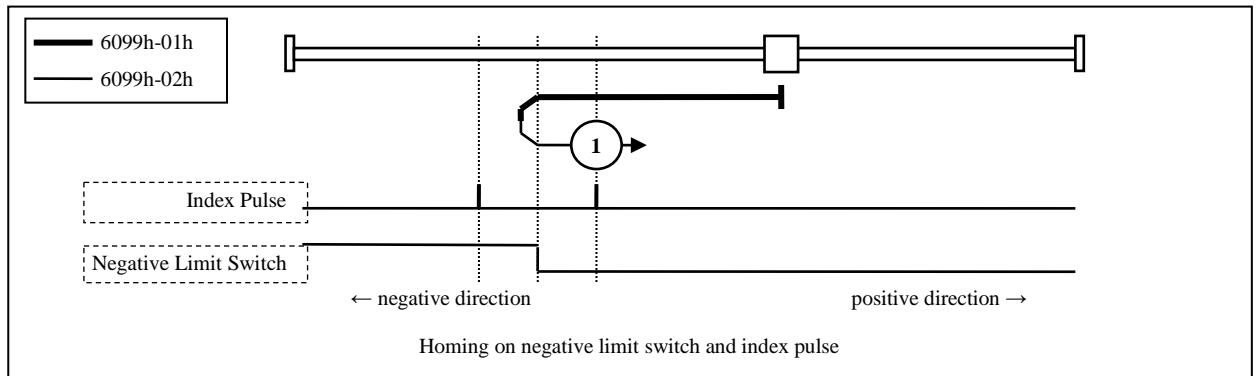 6099h-01h
6099h-02h
1
Index Pulse
Negative Limit Switch
← negative direction
positive direction →
Homing on negative limit switch and index pulse